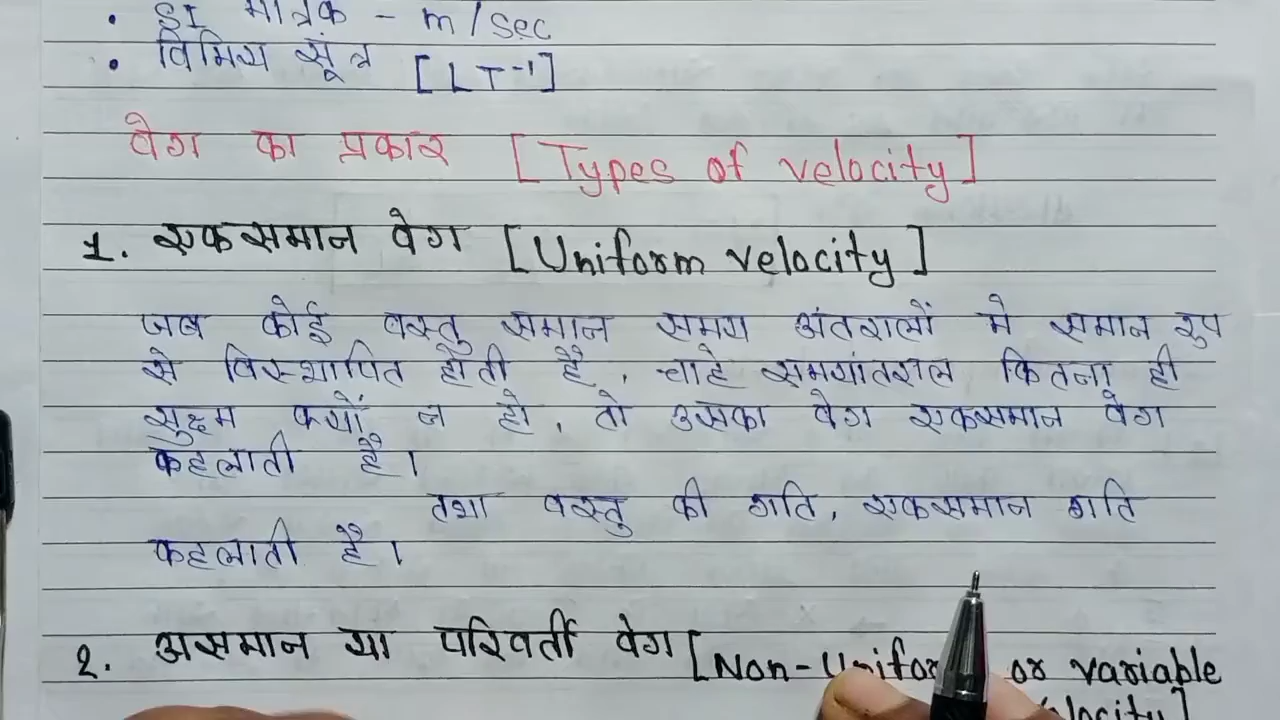 • SI मात्रक - m/sec
• विमिय सूत्र [LT⁻¹]
वेग का प्रकार [Types of velocity]
1. एकसमान वेग [Uniform velocity]
जब कोई वस्तु समान समय अंतरालों मे समान रुप
से विस्थापित होती है, चाहे समयांतराल कितना ही
सुक्ष्म क्यों न हो, तो उसका वेग एकसमान वेग
कहलाती है।
तथा वस्तु की गति, एकसमान गति
कहलाती है।
2. असमान या परिवर्ती वेग [Non-Unifor or variable
locity]